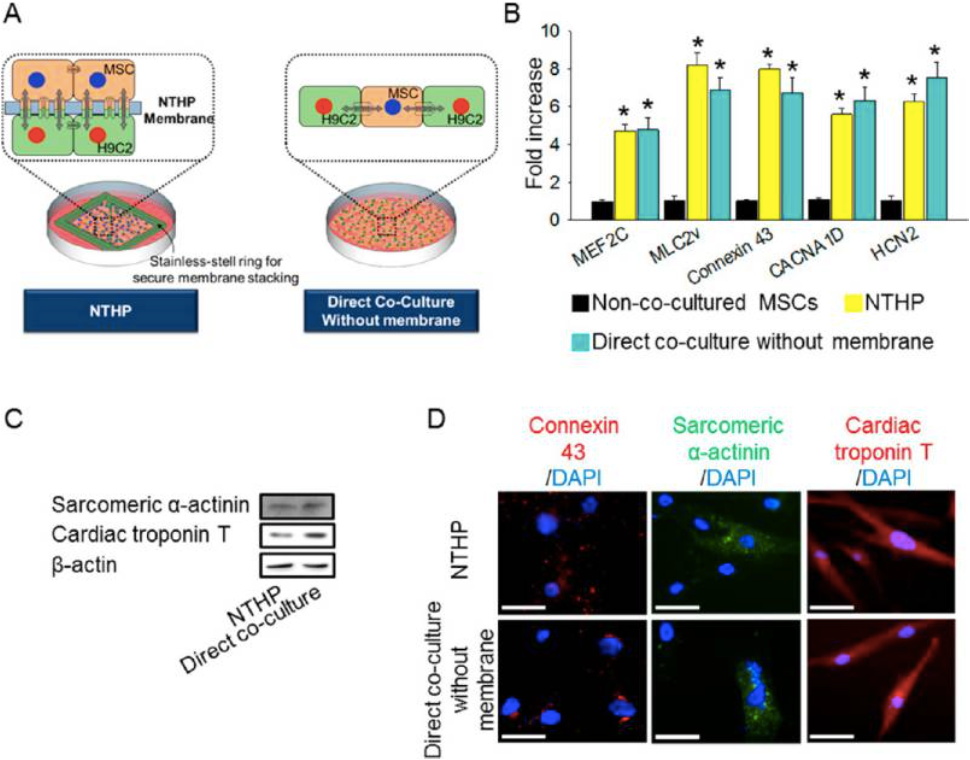 A
MSC
NTHP
Membrane
H9C2
MSC
H9C2
H9C2
Stainless-stell ring for
secure membrane stacking
NTHP
Direct Co-Culture
Without membrane
B
Fold increase
10
8
6
4
2
0
* * * * * * * * * *
MEF2C
MLC2v
Connexin 43
CACNA1D
HCN2
Non-co-cultured MSCs
NTHP
Direct co-culture without membrane
C
Sarcomeric α-actinin
Cardiac troponin T
β-actin
NTHP
Direct co-culture
D
Connexin
43
/DAPI
Sarcomeric
α-actinin
/DAPI
Cardiac
troponin T
/DAPI
NTHP
Direct co-culture
without
membrane